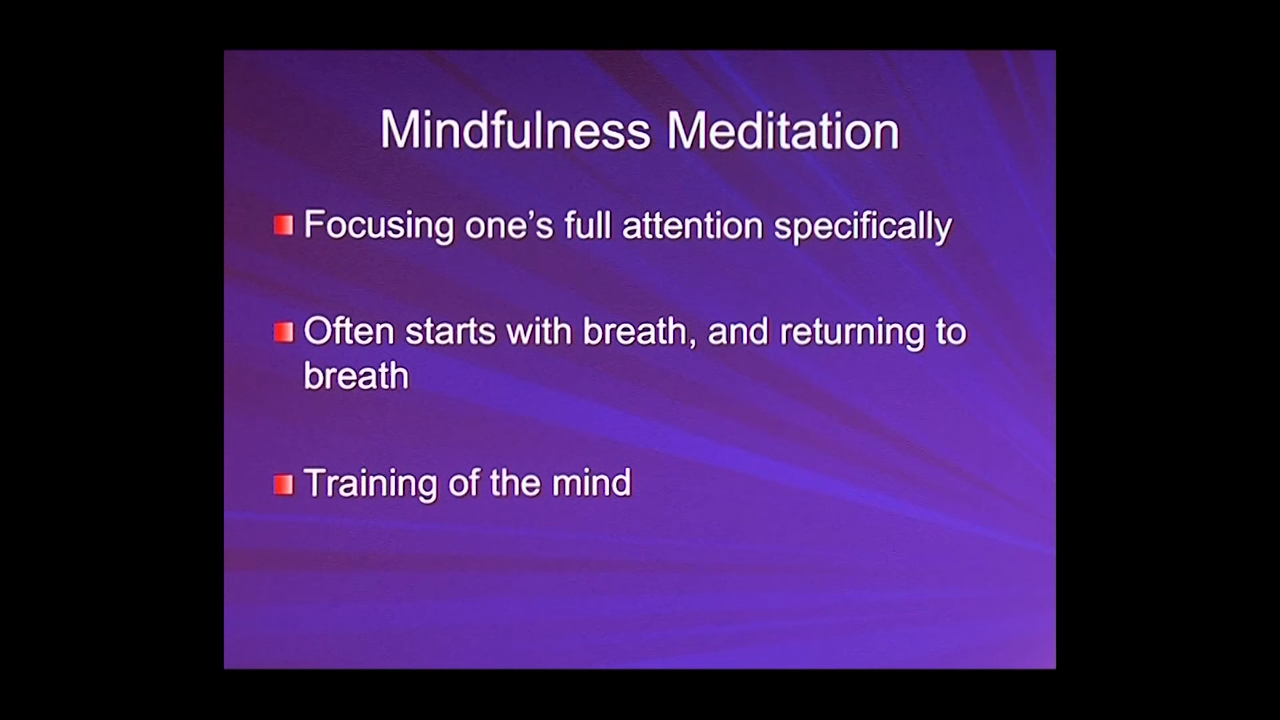 Mindfulness Meditation
Focusing one’s full attention specifically
Often starts with breath, and returning to
breath
Training of the mind